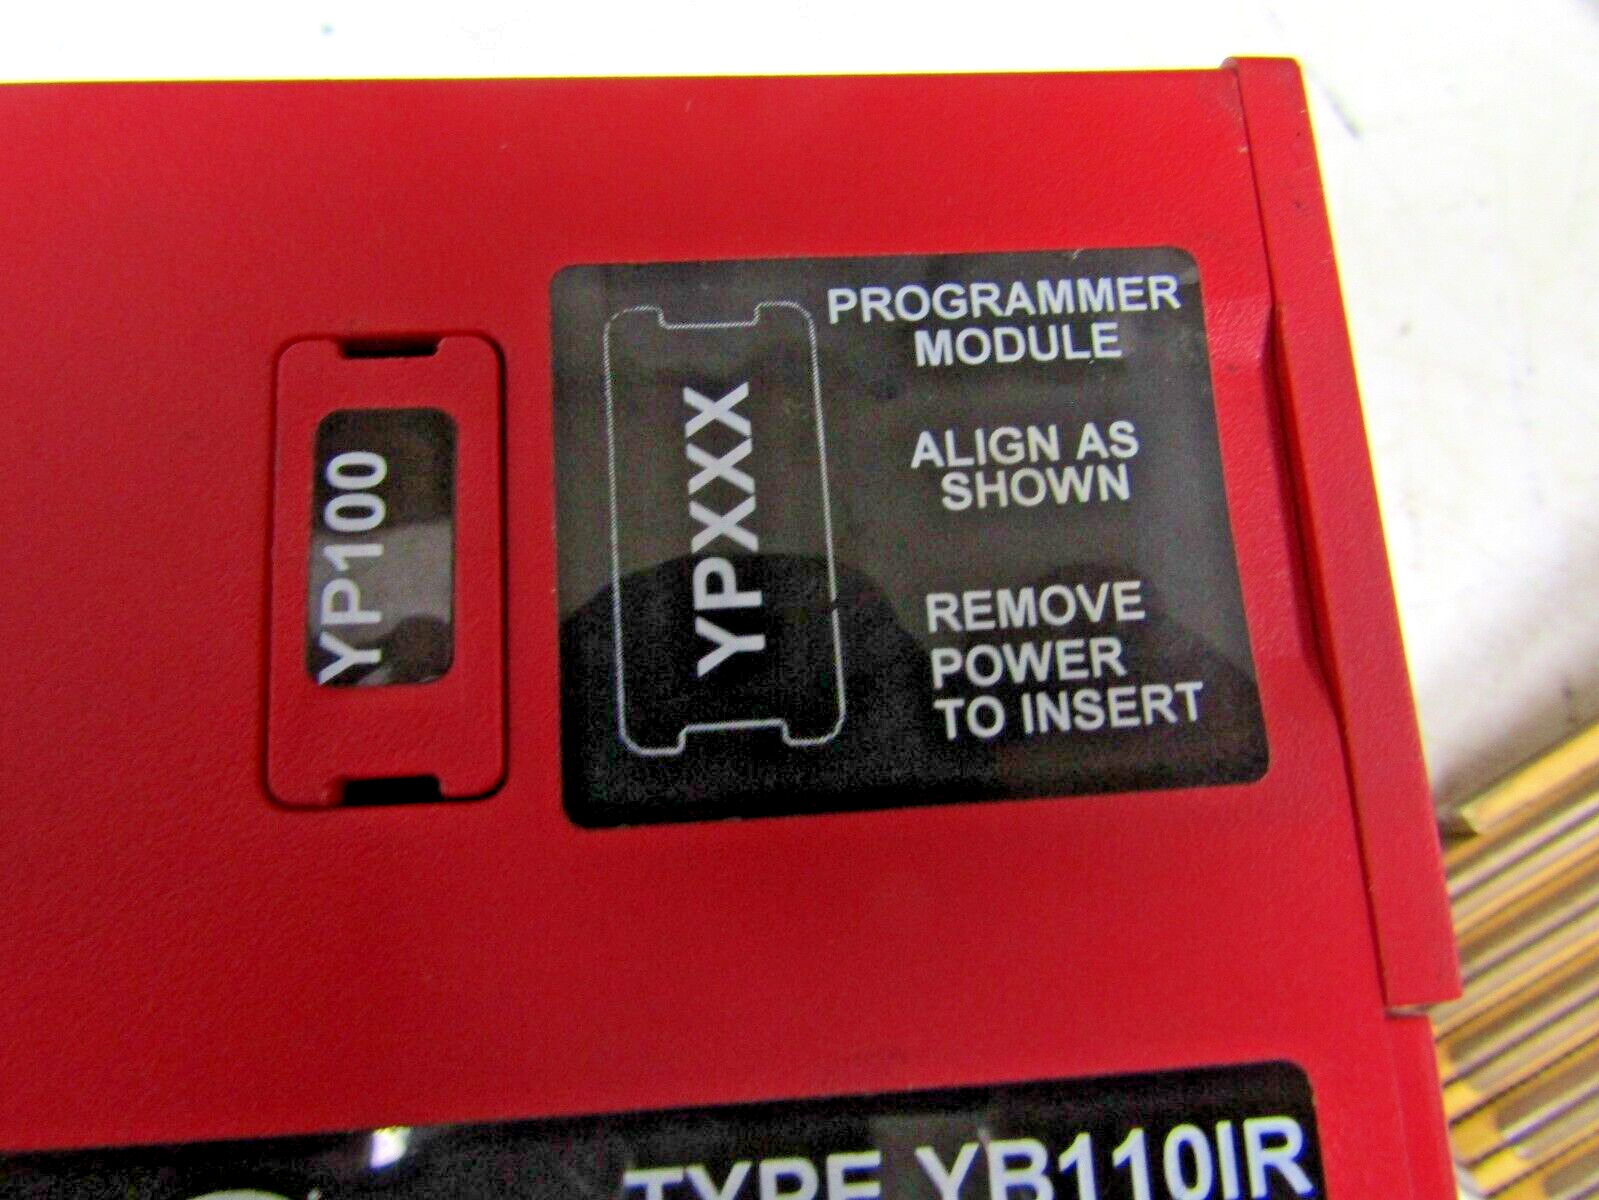 PROGRAMMER
MODULE
YP100
YPXXX
ALIGN AS
SHOWN
REMOVE
POWER
TO INSERT
TYPE YB110IR